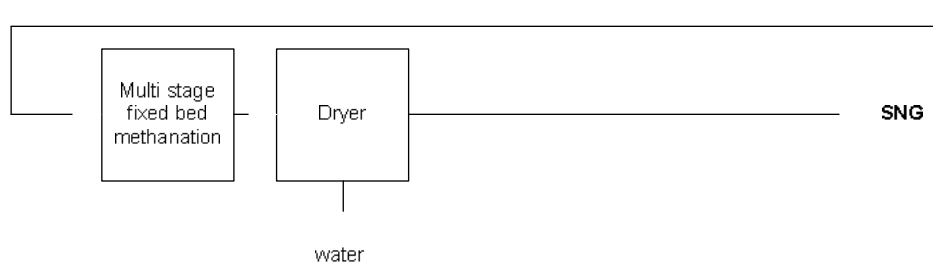 Multi stage
fixed bed
methanation
Dryer
SNG
water